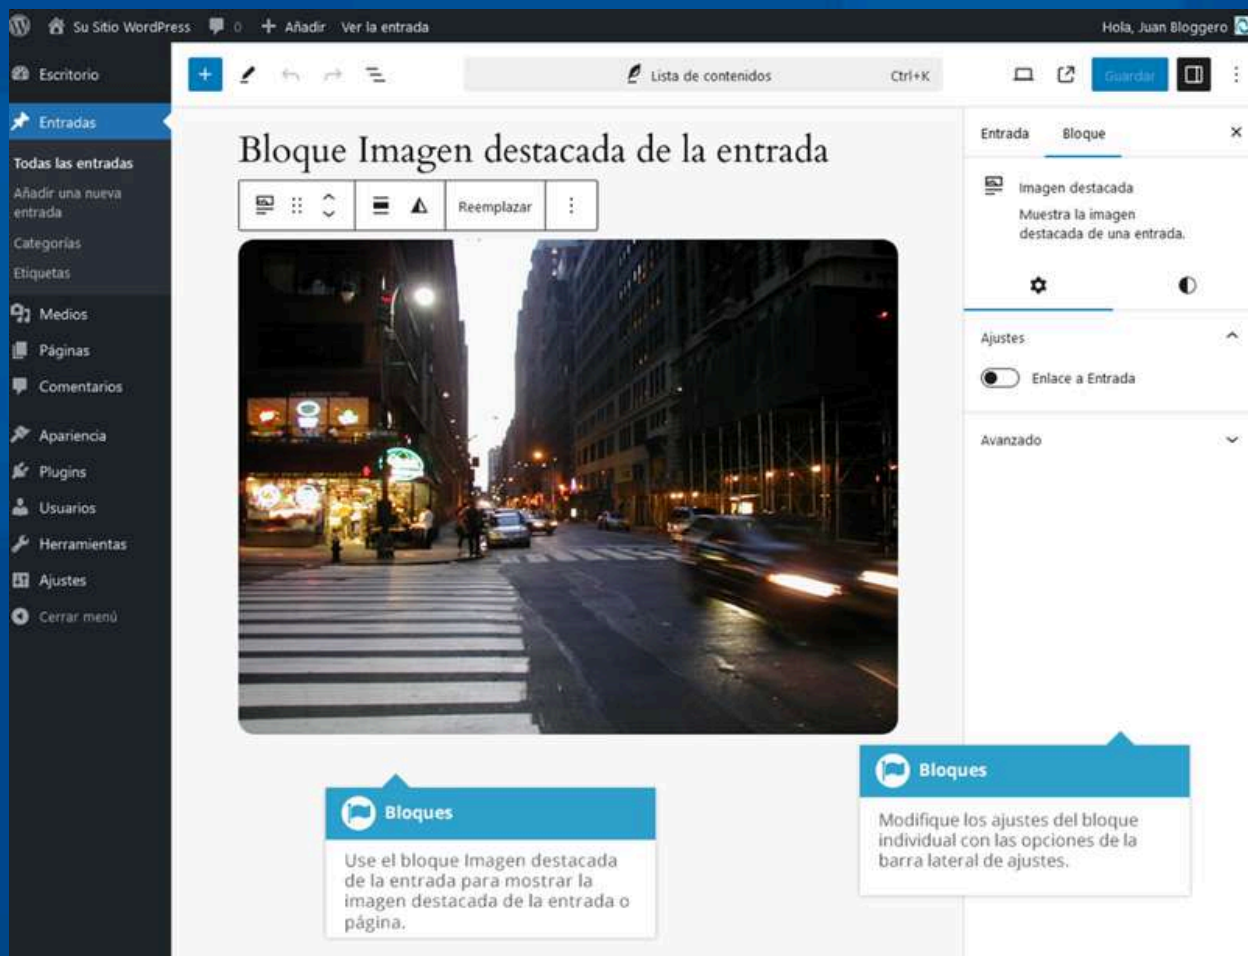 Su Sitio WordPress
0
Añadir
Ver la entrada
Hola, Juan Bloggero
Escritorio
Entradas
Todas las entradas
Añadir una nueva
entrada
Categorías
Etiquetas
Medios
Páginas
Comentarios
Apariencia
Plugins
Usuarios
Herramientas
Ajustes
Cerrar menú
Lista de contenidos
Ctrl+K
Guardar
Bloque Imagen destacada de la entrada
Reemplazar
Entrada
Bloque
Imagen destacada
Muestra la imagen
destacada de una entrada.
Ajustes
Enlace a Entrada
Avanzado
Bloques
Use el bloque Imagen destacada
de la entrada para mostrar la
imagen destacada de la entrada o
página.
Bloques
Modifique los ajustes del bloque
individual con las opciones de la
barra lateral de ajustes.